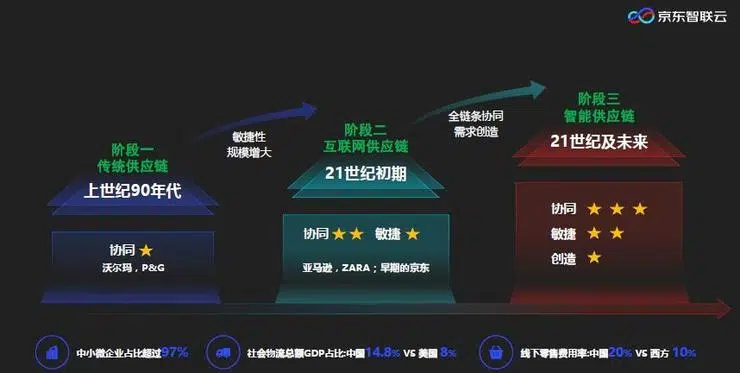 京东智联云
阶段一
传统供应链
上世纪90年代
协同 ★
沃尔玛，P&G
敏捷性
规模增大
阶段二
互联网供应链
21世纪初期
协同 ★★ 敏捷 ★
亚马逊，ZARA；早期的京东
全链条协同
需求创造
阶段三
智能供应链
21世纪及未来
协同 ★ ★ ★
敏捷 ★ ★
创造 ★
中小微企业占比超过97%
社会物流总额GDP占比:中国14.8% VS 美国 8%
线下零售费用率:中国20% VS 西方 10%